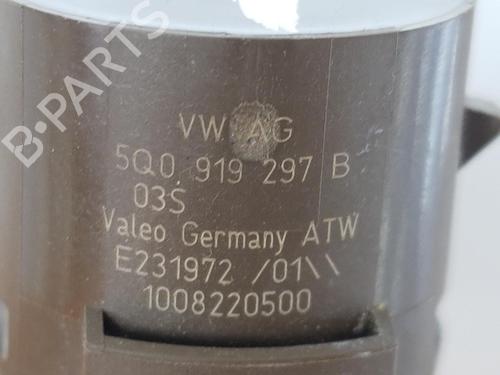 B-PARTS
VW AG
5Q0 919 297 B
03S
Valeo Germany ATW
E231972 /01\\
1008220500